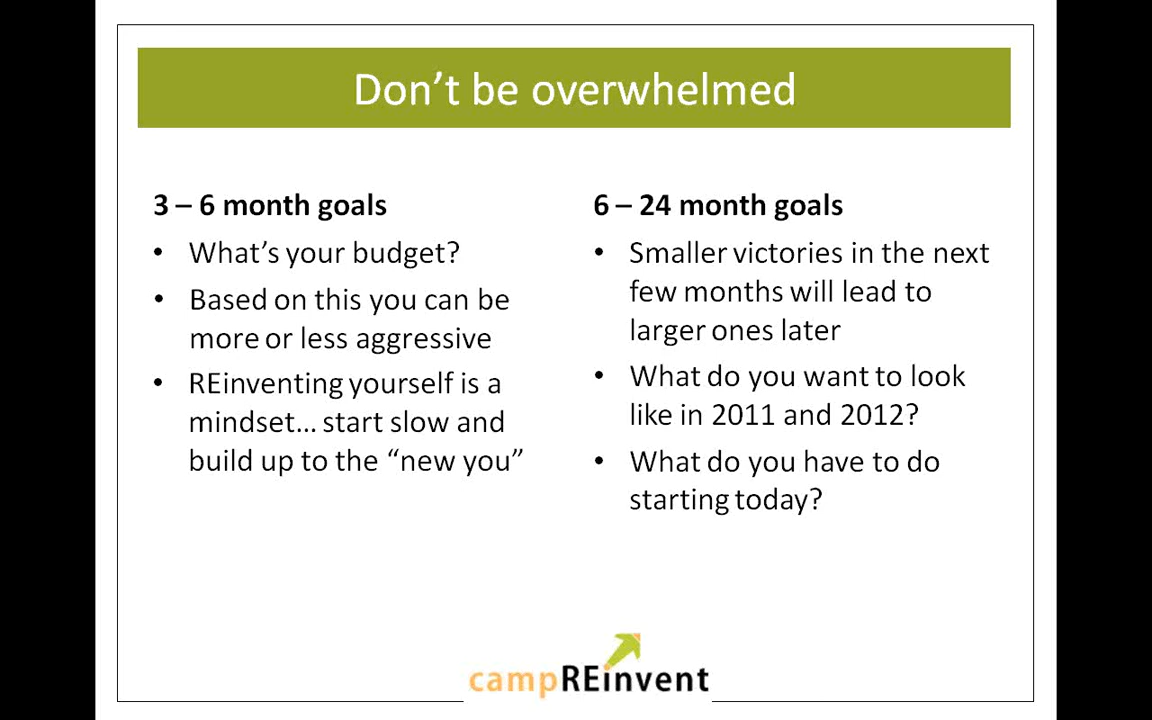 Don’t be overwhelmed
3 – 6 month goals
• What’s your budget?
• Based on this you can be
more or less aggressive
• REinventing yourself is a
mindset… start slow and
build up to the “new you”
6 – 24 month goals
• Smaller victories in the next
few months will lead to
larger ones later
• What do you want to look
like in 2011 and 2012?
• What do you have to do
starting today?
campREinvent